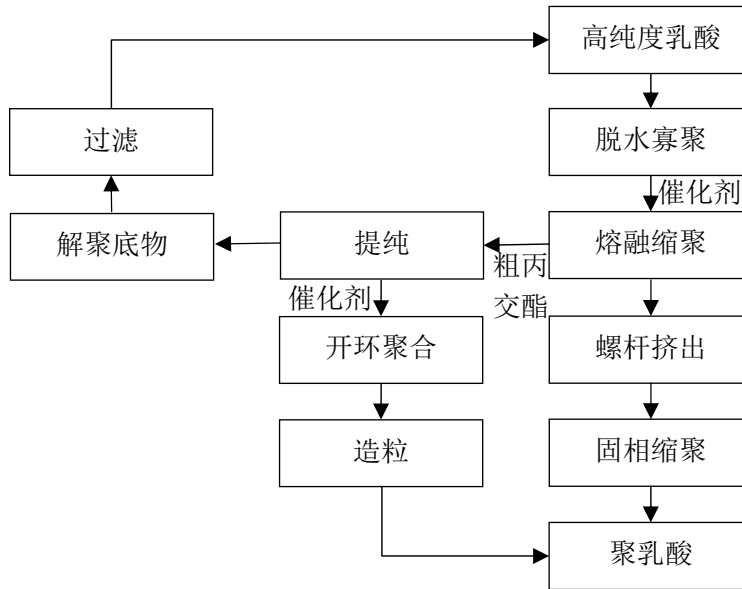 高纯度乳酸
过滤
脱水寡聚
催化剂
解聚底物
提纯
熔融缩聚
粗丙
交酯
催化剂
开环聚合
螺杆挤出
造粒
固相缩聚
聚乳酸